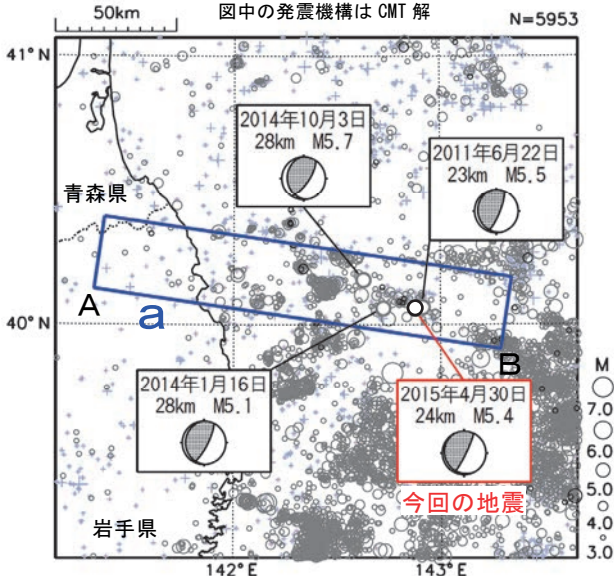 50km
図中の発震機構は CMT 解
N=5953
41°N
2014年10月3日
28km M5.7
2011年6月22日
23km M5.5
青森県
A
a
40°N
B
2014年1月16日
28km M5.1
2015年4月30日
24km M5.4
今回の地震
岩手県
M
7.0
6.0
5.0
4.0
3.0
142°E
143°E